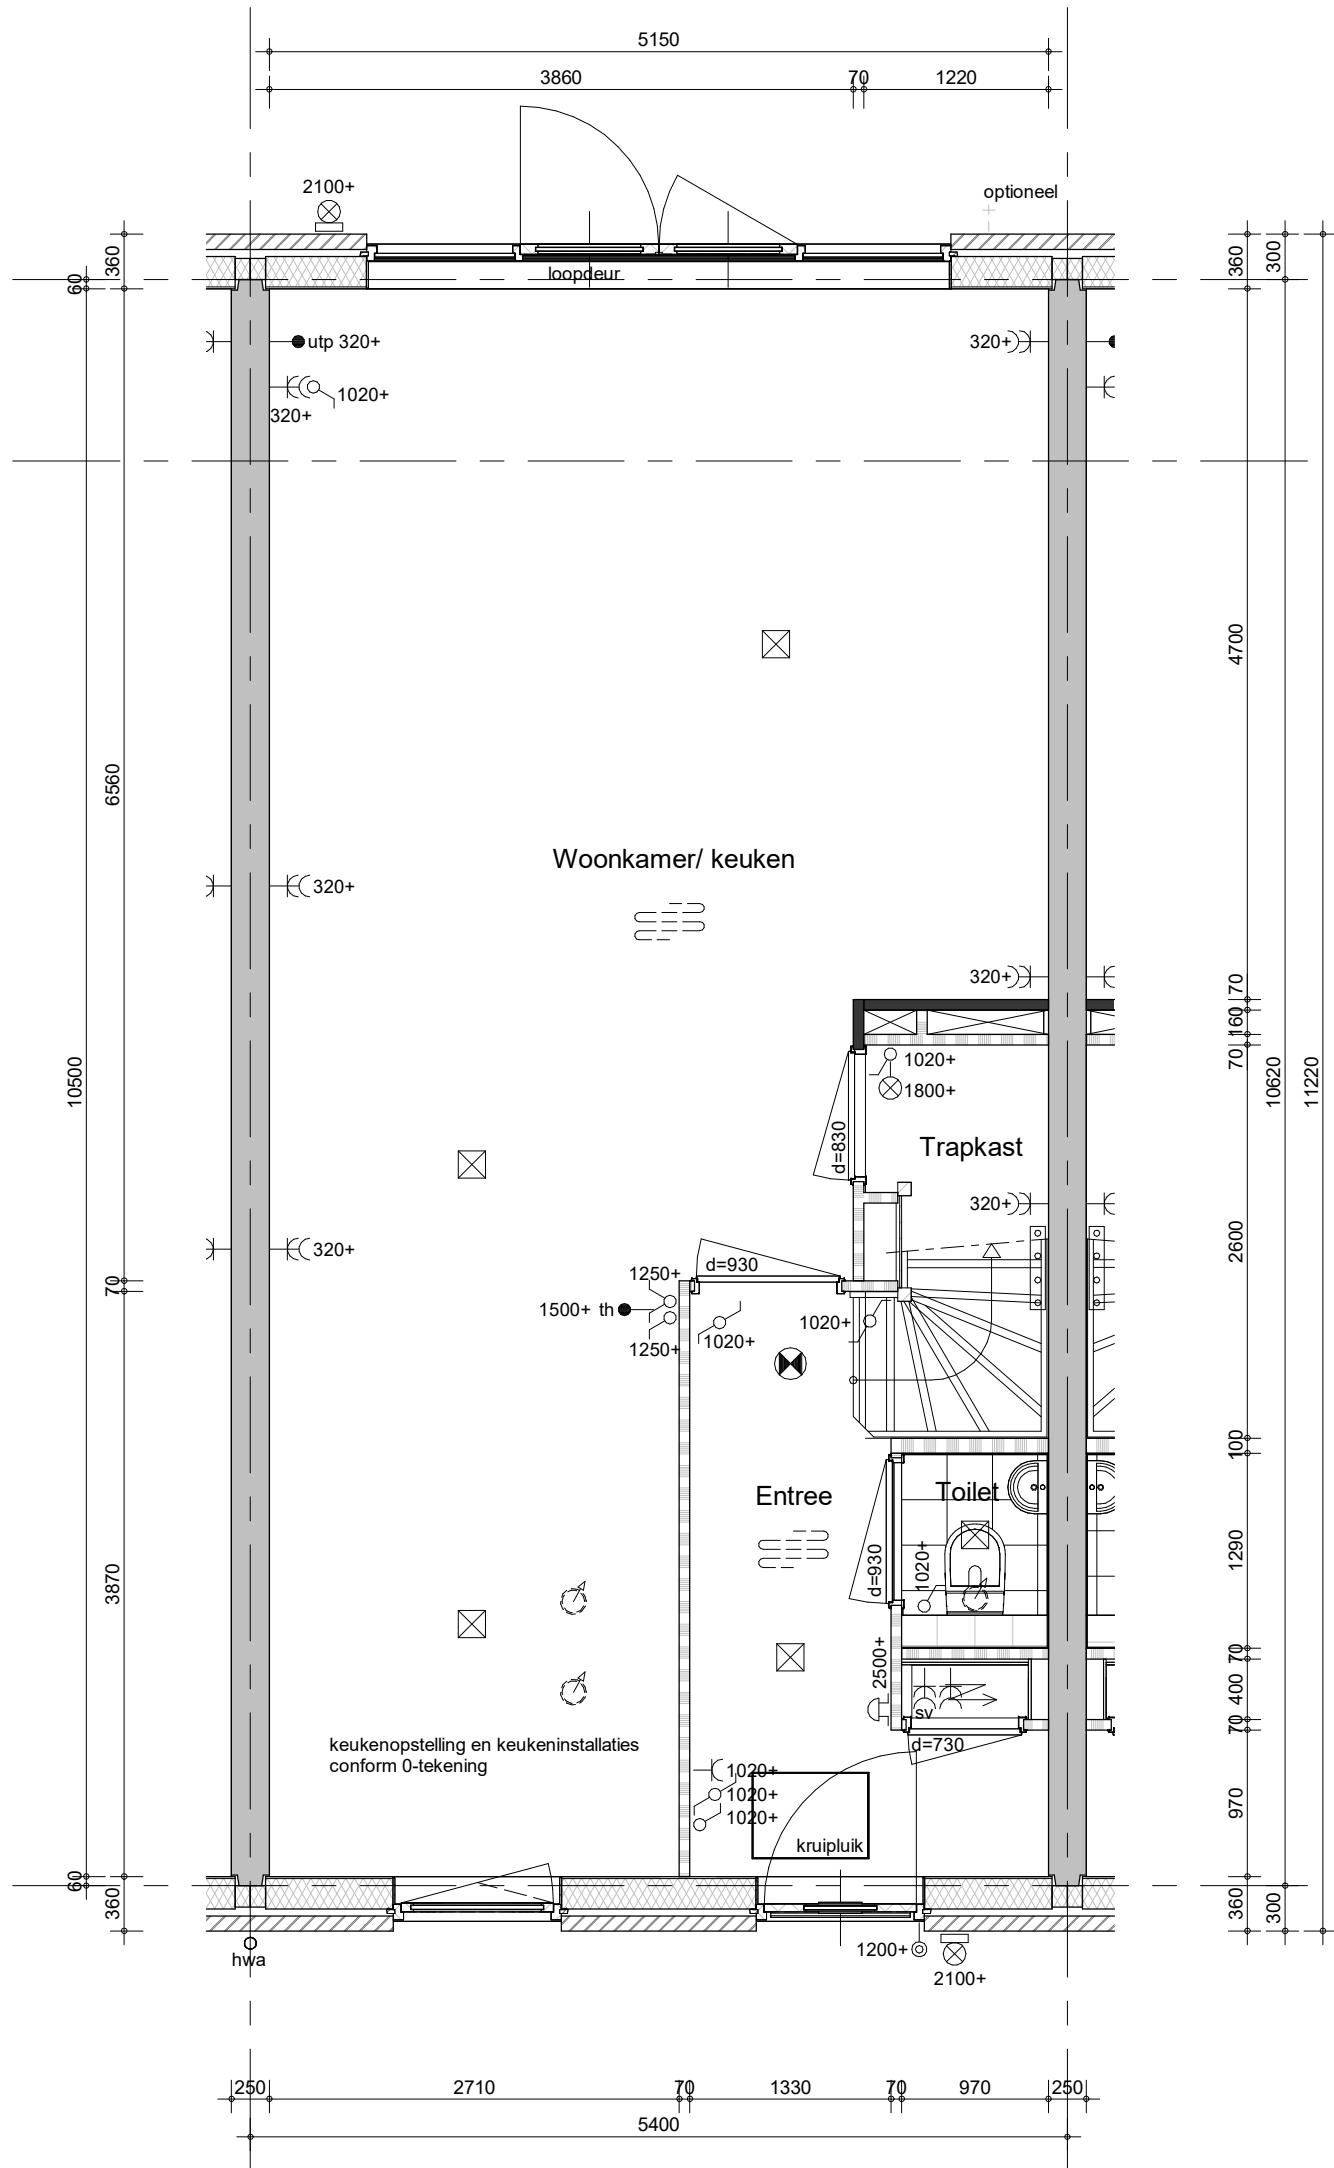 5150
3860 70 1220
2100+
optioneel
360
60
loopdeur
360
300
utp 320+
320+
1020+
320+
4700
6560
Woonkamer/ keuken
320+
320+
70
160
70
1020+
1800+
10500
10620
11220
d=830
Trapkast
320+
320+
2600
d=930
1250+
70
1500+ th
1020+
1020+
1250+
100
Entree
Toilet
1290
1020+
d=930
3870
2500+
70
400
sv
70
d=730
keukenopstelling en keukeninstallaties
conform 0-tekening
1020+
1020+
1020+
970
kruipluik
60
360
360
300
hwa
1200+
2100+
250 2710 70 1330 70 970 250
5400